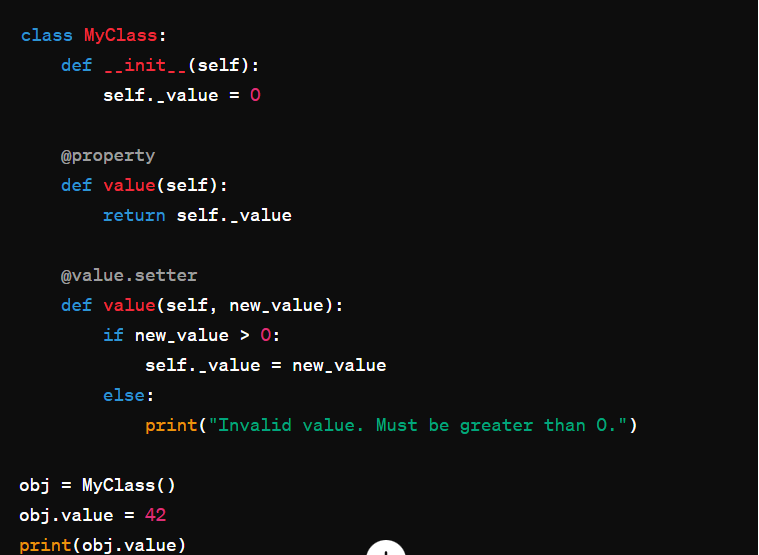 class MyClass:
    def __init__(self):
        self._value = 0
    @property
    def value(self):
        return self._value
    @value.setter
    def value(self, new_value):
        if new_value > 0:
            self._value = new_value
        else:
            print("Invalid value. Must be greater than 0.")
obj = MyClass()
obj.value = 42
print(obj.value)